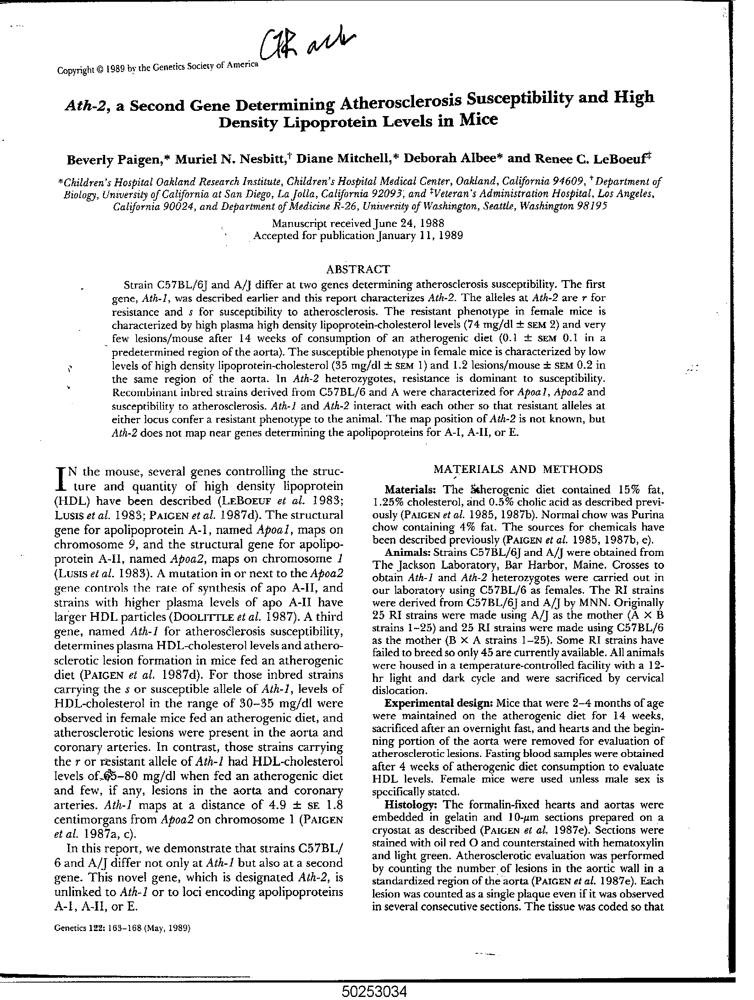 Copyright © 1989 by the Genetics Society of America
Ath-2, a Second Gene Determining Atherosclerosis Susceptibility and High
Density Lipoprotein Levels in Mice
Beverly Paigen,* Muriel N. Nesbitt,† Diane Mitchell,* Deborah Albee* and Renee C. LeBoeuf‡
*Children's Hospital Oakland Research Institute, Children's Hospital Medical Center, Oakland, California 94609, †Department of
Biology, University of California at San Diego, La Jolla, California 92093, and ‡Veteran's Administration Hospital, Los Angeles,
California 90024, and Department of Medicine R-26, University of Washington, Seattle, Washington 98195
Manuscript received June 24, 1988
Accepted for publication January 11, 1989
ABSTRACT
Strain C57BL/6J and A/J differ at two genes determining atherosclerosis susceptibility. The first
gene, Ath-1, was described earlier and this report characterizes Ath-2. The alleles at Ath-2 are r for
resistance and s for susceptibility to atherosclerosis. The resistant phenotype in female mice is
characterized by high plasma high density lipoprotein-cholesterol levels (74 mg/dl ± SEM 2) and very
few lesions/mouse after 14 weeks of consumption of an atherogenic diet (0.1 ± SEM 0.1 in a
predetermined region of the aorta). The susceptible phenotype in female mice is characterized by low
levels of high density lipoprotein-cholesterol (35 mg/dl ± SEM 1) and 1.2 lesions/mouse ± SEM 0.2 in
the same region of the aorta. In Ath-2 heterozygotes, resistance is dominant to susceptibility.
Recombinant inbred strains derived from C57BL/6 and A were characterized for Apoa1, Apoa2 and
susceptibility to atherosclerosis. Ath-1 and Ath-2 interact with each other so that resistant alleles at
either locus confer a resistant phenotype to the animal. The map position of Ath-2 is not known, but
Ath-2 does not map near genes determining the apolipoproteins for A-I, A-II, or E.
IN the mouse, several genes controlling the struc-
ture and quantity of high density lipoprotein
(HDL) have been described (LEBOEUF et al. 1983;
LUSIS et al. 1983; PAIGEN et al. 1987d). The structural
gene for apolipoprotein A-1, named Apoa1, maps on
chromosome 9, and the structural gene for apolipo-
protein A-II, named Apoa2, maps on chromosome 1
(LUSIS et al. 1983). A mutation in or next to the Apoa2
gene controls the rate of synthesis of apo A-II, and
strains with higher plasma levels of apo A-II have
larger HDL particles (DOOLITTLE et al. 1987). A third
gene, named Ath-1 for atherosclerosis susceptibility,
determines plasma HDL-cholesterol levels and athero-
sclerotic lesion formation in mice fed an atherogenic
diet (PAIGEN et al. 1987d). For those inbred strains
carrying the s or susceptible allele of Ath-1, levels of
HDL-cholesterol in the range of 30–35 mg/dl were
observed in female mice fed an atherogenic diet, and
atherosclerotic lesions were present in the aorta and
coronary arteries. In contrast, those strains carrying
the r or resistant allele of Ath-1 had HDL-cholesterol
levels of 65–80 mg/dl when fed an atherogenic diet
and few, if any, lesions in the aorta and coronary
arteries. Ath-1 maps at a distance of 4.9 ± SE 1.8
centimorgans from Apoa2 on chromosome 1 (PAIGEN
et al. 1987a, c).
In this report, we demonstrate that strains C57BL/
6 and A/J differ not only at Ath-1 but also at a second
gene. This novel gene, which is designated Ath-2, is
unlinked to Ath-1 or to loci encoding apolipoproteins
A-I, A-II, or E.
Genetics 122: 163–168 (May, 1989)
MATERIALS AND METHODS
Materials: The atherogenic diet contained 15% fat,
1.25% cholesterol, and 0.5% cholic acid as described previ-
ously (PAIGEN et al. 1985, 1987b). Normal chow was Purina
chow containing 4% fat. The sources for chemicals have
been described previously (PAIGEN et al. 1985, 1987b, e).
Animals: Strains C57BL/6J and A/J were obtained from
The Jackson Laboratory, Bar Harbor, Maine. Crosses to
obtain Ath-1 and Ath-2 heterozygotes were carried out in
our laboratory using C57BL/6 as females. The RI strains
were derived from C57BL/6J and A/J by MNN. Originally
25 RI strains were made using A/J as the mother (A × B
strains 1–25) and 25 RI strains were made using C57BL/6
as the mother (B × A strains 1–25). Some RI strains have
failed to breed so only 45 are currently available. All animals
were housed in a temperature-controlled facility with a 12-
hr light and dark cycle and were sacrificed by cervical
dislocation.
Experimental design: Mice that were 2–4 months of age
were maintained on the atherogenic diet for 14 weeks,
sacrificed after an overnight fast, and hearts and the begin-
ning portion of the aorta were removed for evaluation of
atherosclerotic lesions. Fasting blood samples were obtained
after 4 weeks of atherogenic diet consumption to evaluate
HDL levels. Female mice were used unless male sex is
specifically stated.
Histology: The formalin-fixed hearts and aortas were
embedded in gelatin and 10-μm sections prepared on a
cryostat as described (PAIGEN et al. 1987e). Sections were
stained with oil red O and counterstained with hematoxylin
and light green. Atherosclerotic evaluation was performed
by counting the number of lesions in the aortic wall in a
standardized region of the aorta (PAIGEN et al. 1987e). Each
lesion was counted as a single plaque even if it was observed
in several consecutive sections. The tissue was coded so that
50253034